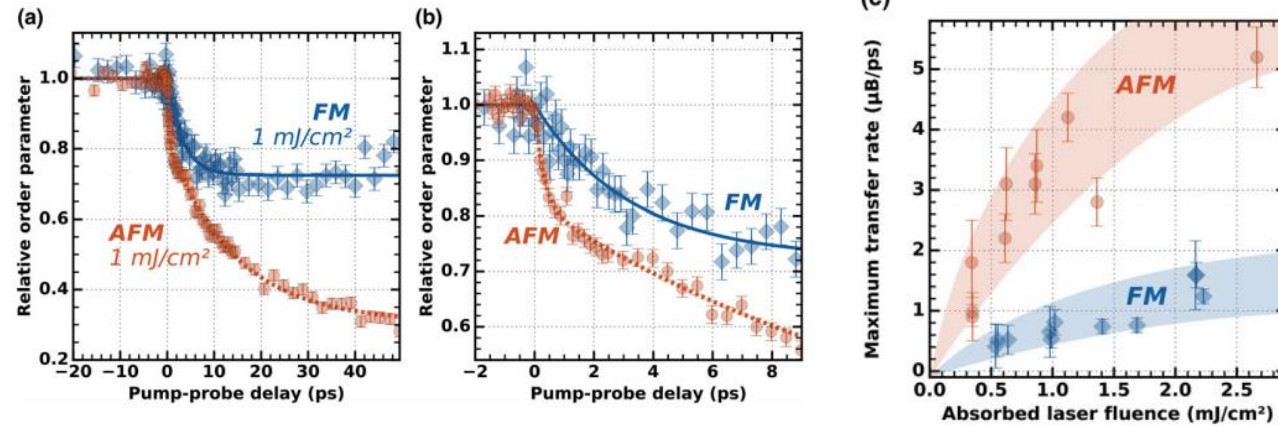 (a)
Relative order parameter
1.0
0.8
0.6
0.4
0.2
FM
1 mJ/cm²
AFM
1 mJ/cm²
−20 −10 0 10 20 30 40
Pump-probe delay (ps)
(b)
Relative order parameter
1.1
1.0
0.9
0.8
0.7
0.6
FM
AFM
−2 0 2 4 6 8
Pump-probe delay (ps)
(c)
Maximum transfer rate (μB/ps)
5
4
3
2
1
0
AFM
FM
0.0 0.5 1.0 1.5 2.0 2.5
Absorbed laser fluence (mJ/cm²)